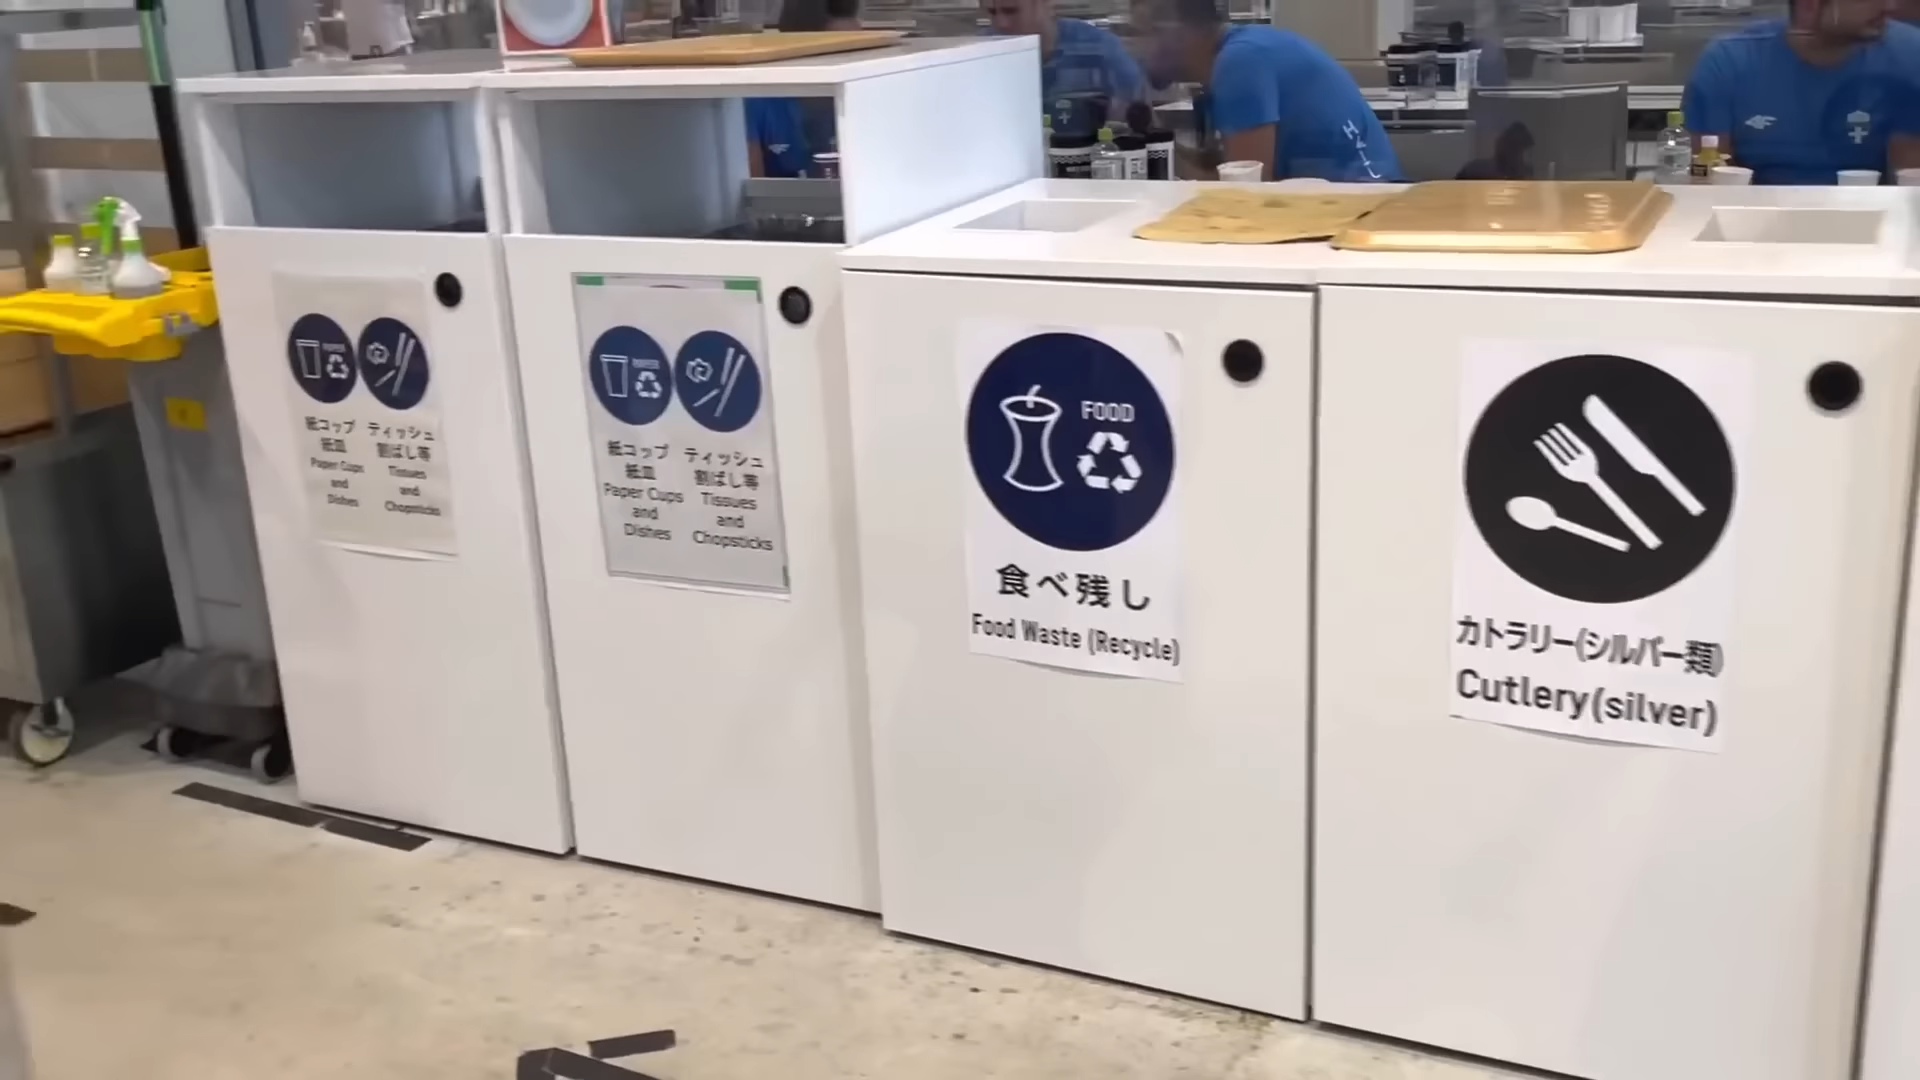 PAPER
紙コップ
紙皿
Paper Cups
and
Dishes
ティッシュ
割ばし等
Tissues
and
Chopsticks
PAPER
紙コップ
紙皿
Paper Cups
and
Dishes
ティッシュ
割ばし等
Tissues
and
Chopsticks
FOOD
食べ残し
Food Waste (Recycle)
カトラリー(シルバー類)
Cutlery(silver)